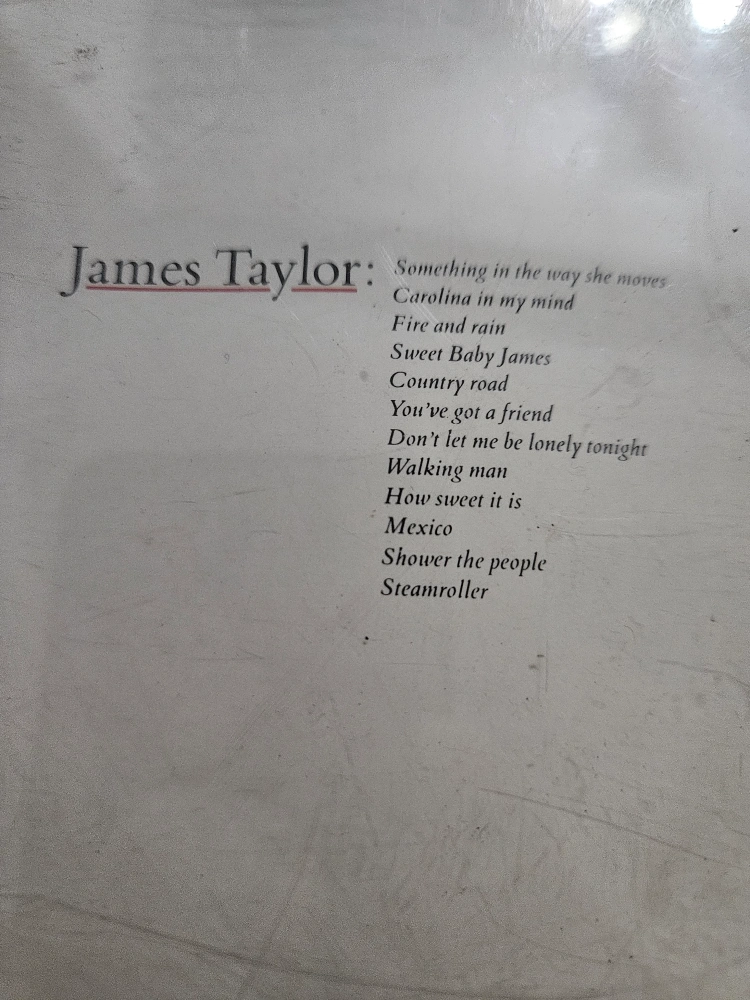 James Taylor: Something in the way she moves
Carolina in my mind
Fire and rain
Sweet Baby James
Country road
You've got a friend
Don't let me be lonely tonight
Walking man
How sweet it is
Mexico
Shower the people
Steamroller